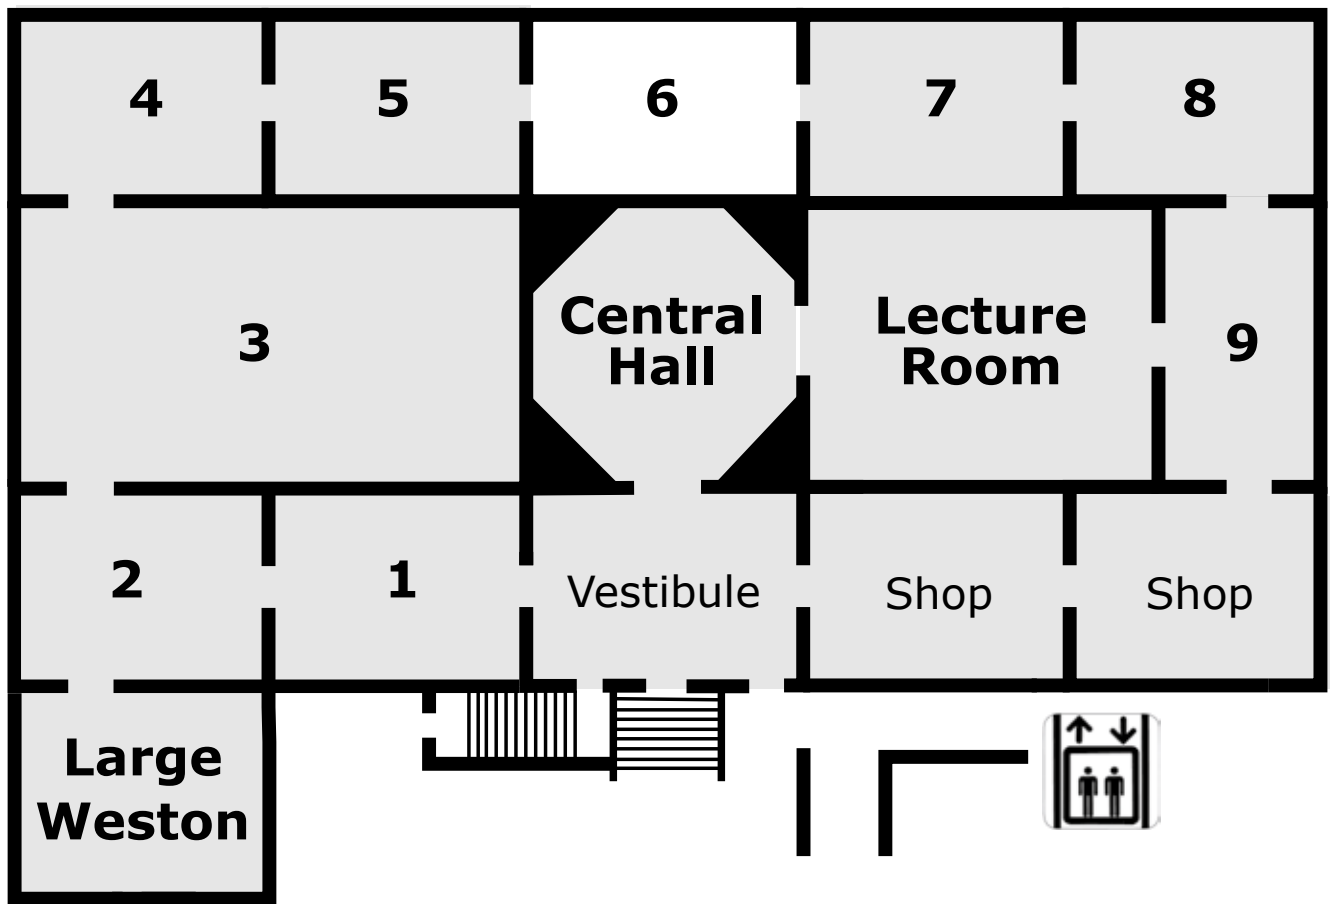 4
5
6
7
8
3
Central
Hall
Lecture
Room
9
2
1
Vestibule
Shop
Shop
Large
Weston